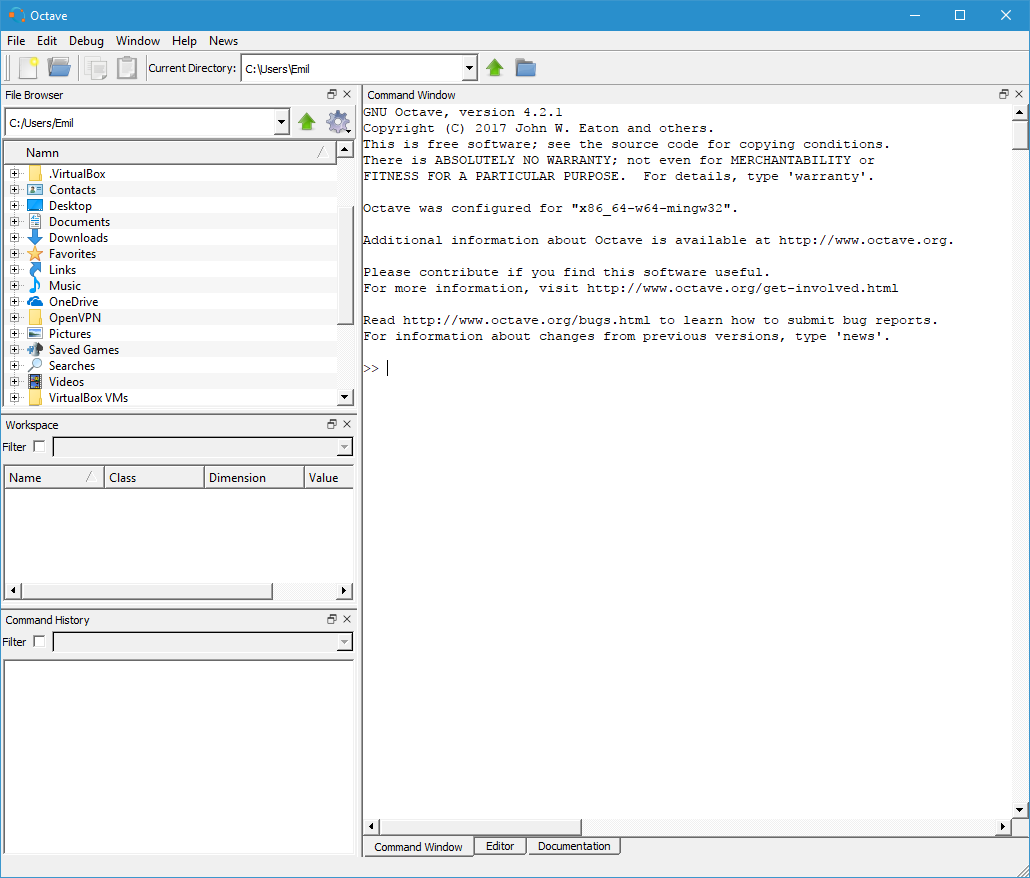 Octave
File Edit Debug Window Help News
Current Directory: C:\Users\Emil
File Browser
C:/Users/Emil
Namn
.VirtualBox
Contacts
Desktop
Documents
Downloads
Favorites
Links
Music
OneDrive
OpenVPN
Pictures
Saved Games
Searches
Videos
VirtualBox VMs
Workspace
Filter
Name Class Dimension Value
Command History
Filter
Command Window
GNU Octave, version 4.2.1
Copyright (C) 2017 John W. Eaton and others.
This is free software; see the source code for copying conditions.
There is ABSOLUTELY NO WARRANTY; not even for MERCHANTABILITY or
FITNESS FOR A PARTICULAR PURPOSE.  For details, type 'warranty'.
Octave was configured for "x86_64-w64-mingw32".
Additional information about Octave is available at http://www.octave.org.
Please contribute if you find this software useful.
For more information, visit http://www.octave.org/get-involved.html
Read http://www.octave.org/bugs.html to learn how to submit bug reports.
For information about changes from previous versions, type 'news'.
>>
Command Window Editor Documentation